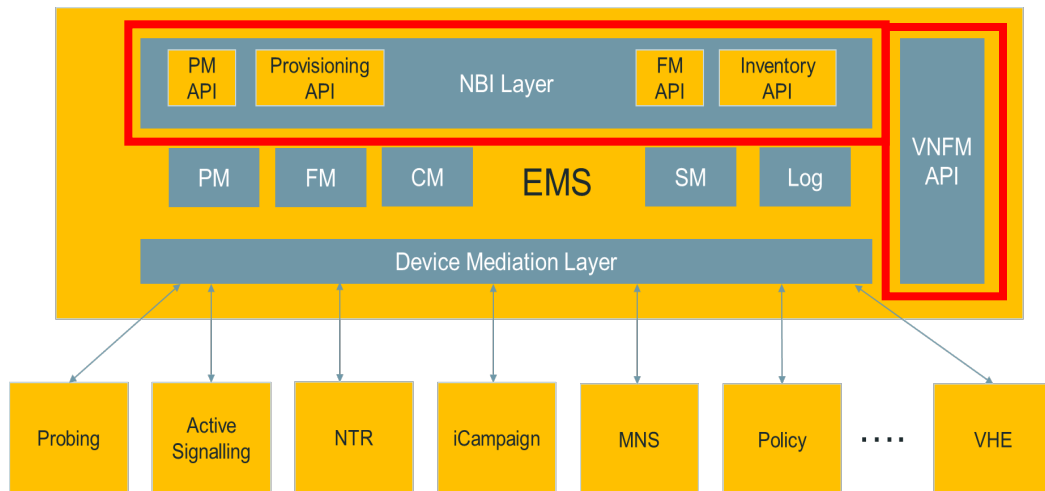 PM
API
Provisioning
API
NBI Layer
FM
API
Inventory
API
VNFM
API
PM
FM
CM
EMS
SM
Log
Device Mediation Layer
Probing
Active
Signalling
NTR
iCampaign
MNS
Policy
....
VHE